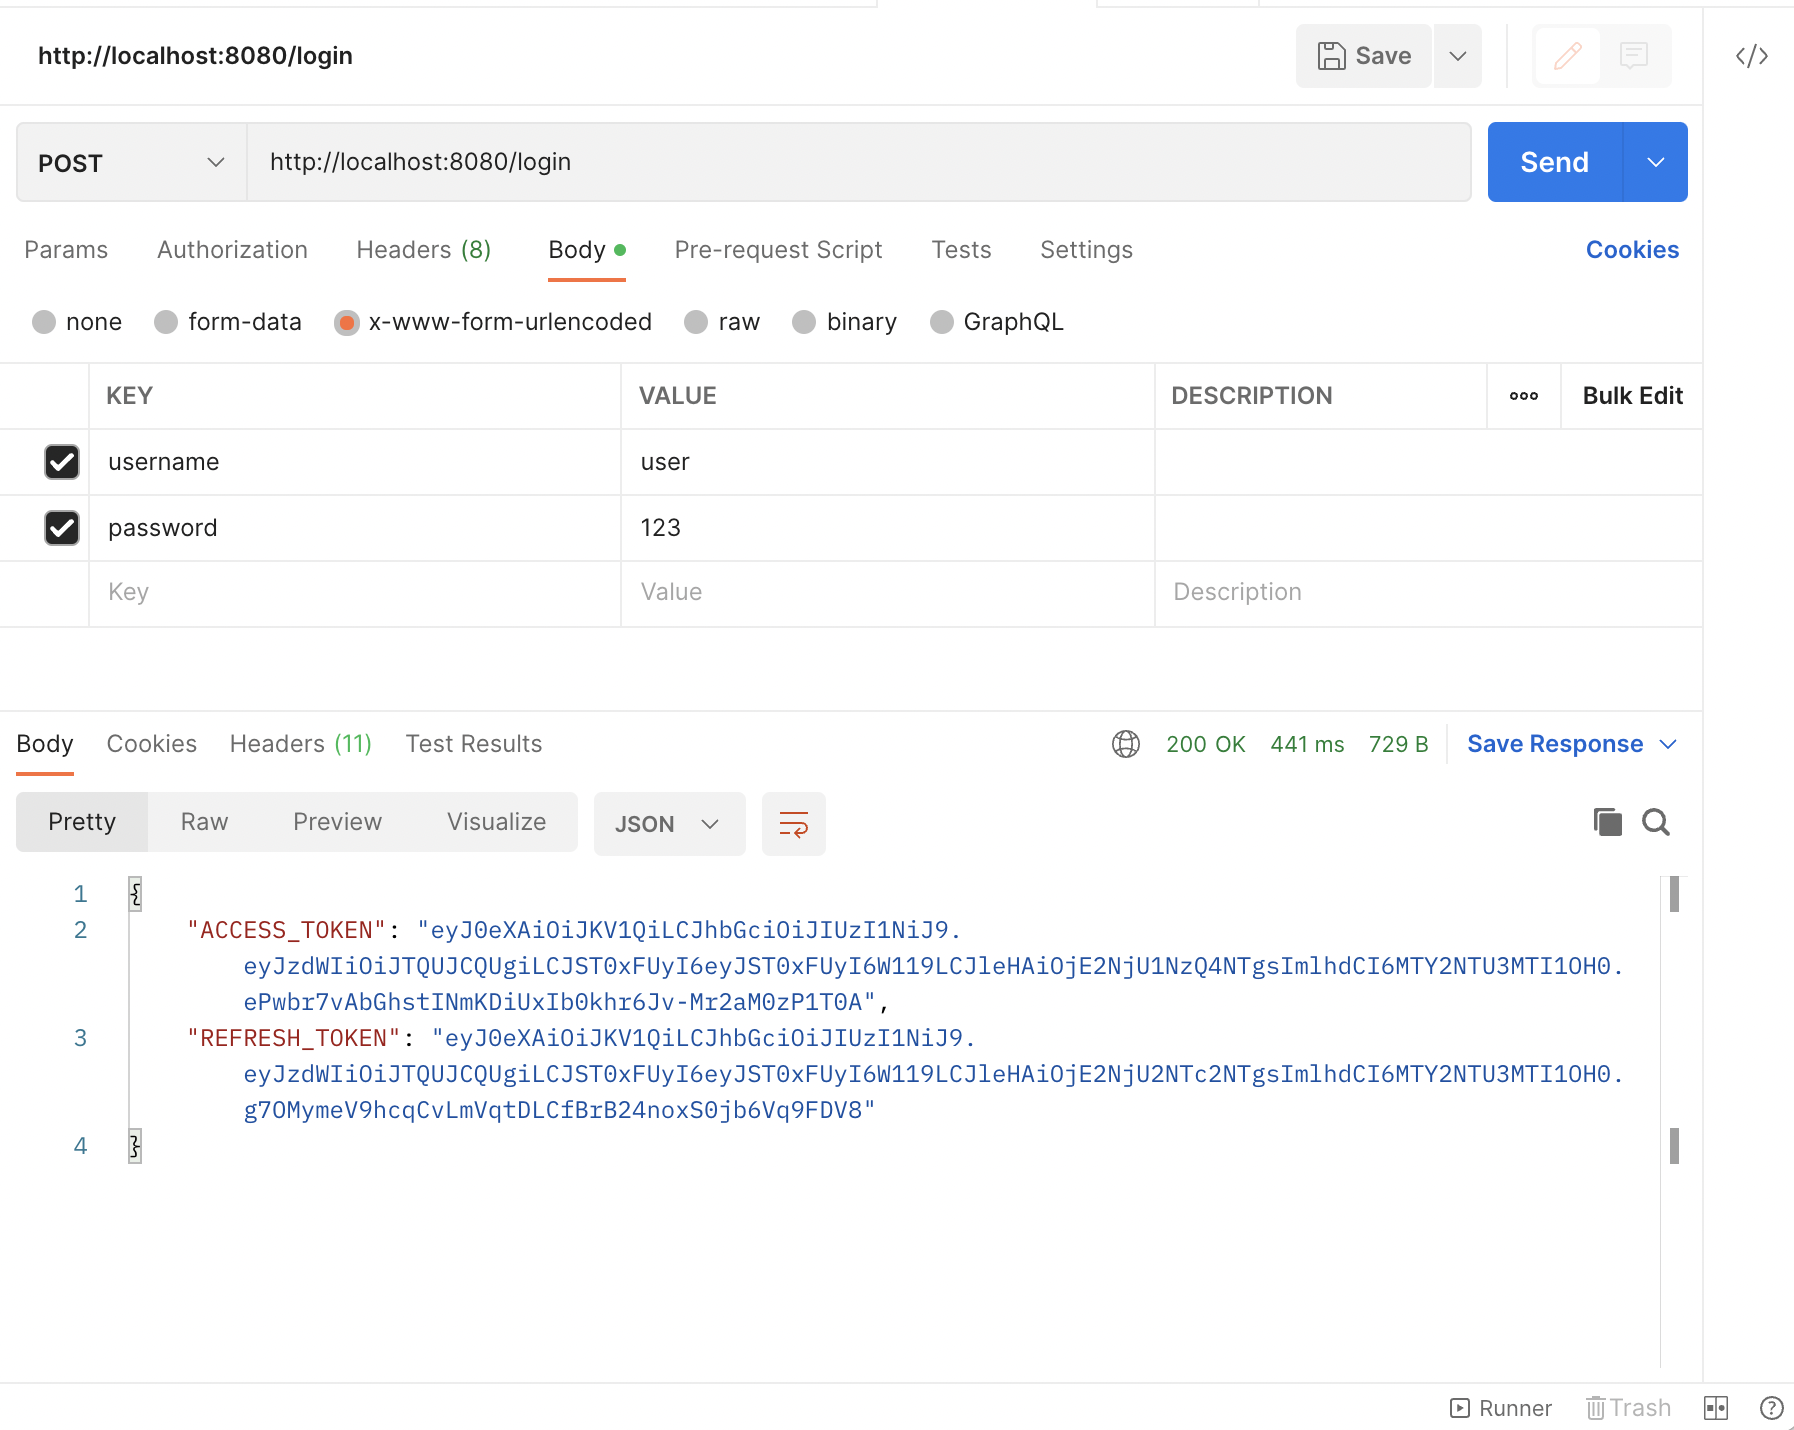 http://localhost:8080/login
Save
POST
http://localhost:8080/login
Send
Params Authorization Headers (8) Body Pre-request Script Tests Settings Cookies
none form-data x-www-form-urlencoded raw binary GraphQL
KEY VALUE DESCRIPTION Bulk Edit
username user
password 123
Key Value Description
Body Cookies Headers (11) Test Results 200 OK 441 ms 729 B Save Response
Pretty Raw Preview Visualize JSON
1 {
2 "ACCESS_TOKEN": "eyJ0eXAiOiJKV1QiLCJhbGciOiJIUzI1NiJ9.
eyJzdWIiOiJTQUJCQUgiLCJST0xFUyI6eyJST0xFUyI6W119LCJleHAiOjE2NjU1NzQ4NTgsImlhdCI6MTY2NTU3MTI1OH0.
ePwbr7vAbGhstINmKDiUxIb0khr6Jv-Mr2aM0zP1T0A",
3 "REFRESH_TOKEN": "eyJ0eXAiOiJKV1QiLCJhbGciOiJIUzI1NiJ9.
eyJzdWIiOiJTQUJCQUgiLCJST0xFUyI6eyJST0xFUyI6W119LCJleHAiOjE2NjU2NTc2NTgsImlhdCI6MTY2NTU3MTI1OH0.
g7OMymeV9hcqCvLmVqtDLCfBrB24noxS0jb6Vq9FDV8"
4 }
Runner Trash